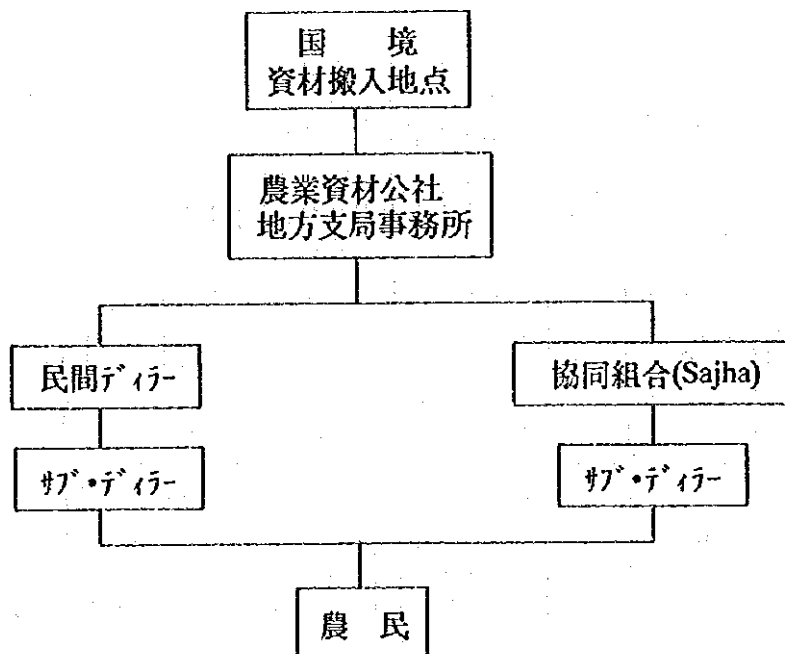 国　境
資材搬入地点
農業資材公社
地方支局事務所
民間ﾃﾞｨﾗｰ
協同組合(Sajha)
ｻﾌﾞ・ﾃﾞｨﾗｰ
ｻﾌﾞ・ﾃﾞｨﾗｰ
農　民